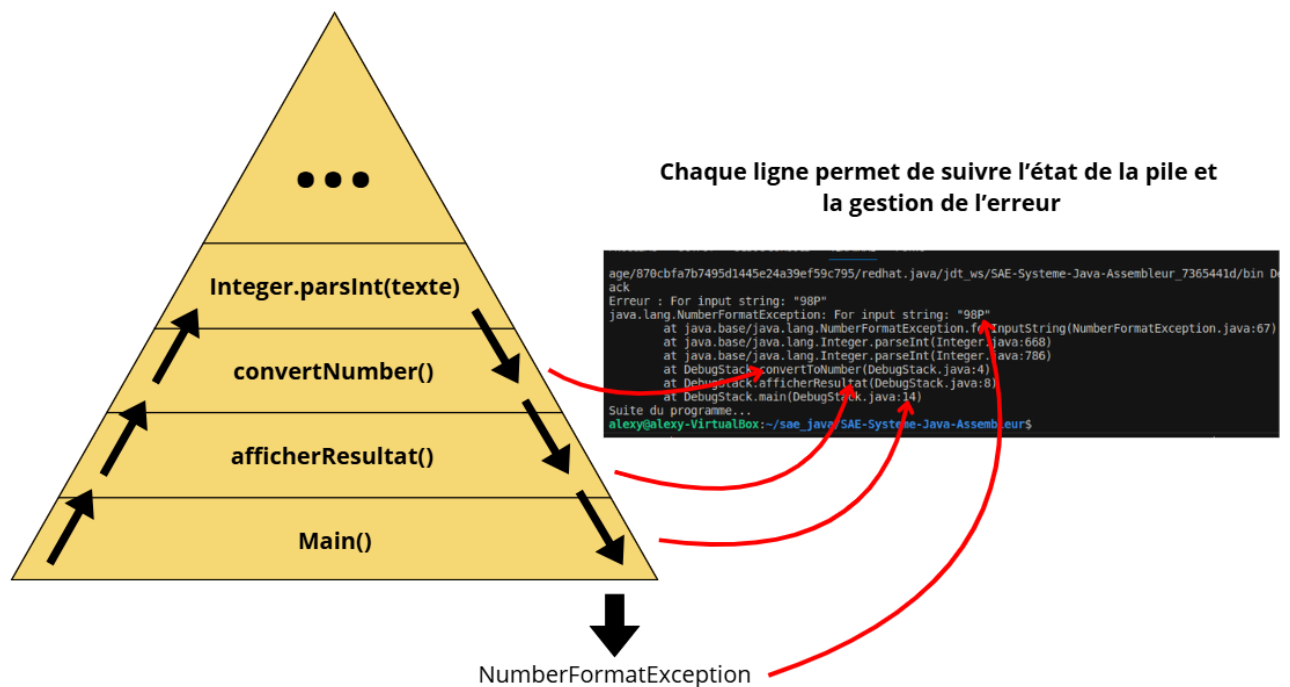 •••
Integer.parsInt(texte)
convertNumber()
afficherResultat()
Main()
NumberFormatException
Chaque ligne permet de suivre l’état de la pile et
la gestion de l’erreur
age/870cbfa7b7495d1445e24a39ef59c795/redhat.java/jdt_ws/SAE-Systeme-Java-Assembleur_7365441d/bin
ack
Erreur : For input string: "98P"
java.lang.NumberFormatException: For input string: "98P"
at java.base/java.lang.NumberFormatException.forInputString(NumberFormatException.java:67)
at java.base/java.lang.Integer.parseInt(Integer.java:668)
at java.base/java.lang.Integer.parseInt(Integer.java:786)
at DebugStack.convertToNumber(DebugStack.java:4)
at DebugStack.afficherResultat(DebugStack.java:8)
at DebugStack.main(DebugStack.java:14)
Suite du programme...
alexy@alexy-VirtualBox:~/sae_java/SAE-Systeme-Java-Assembleur$